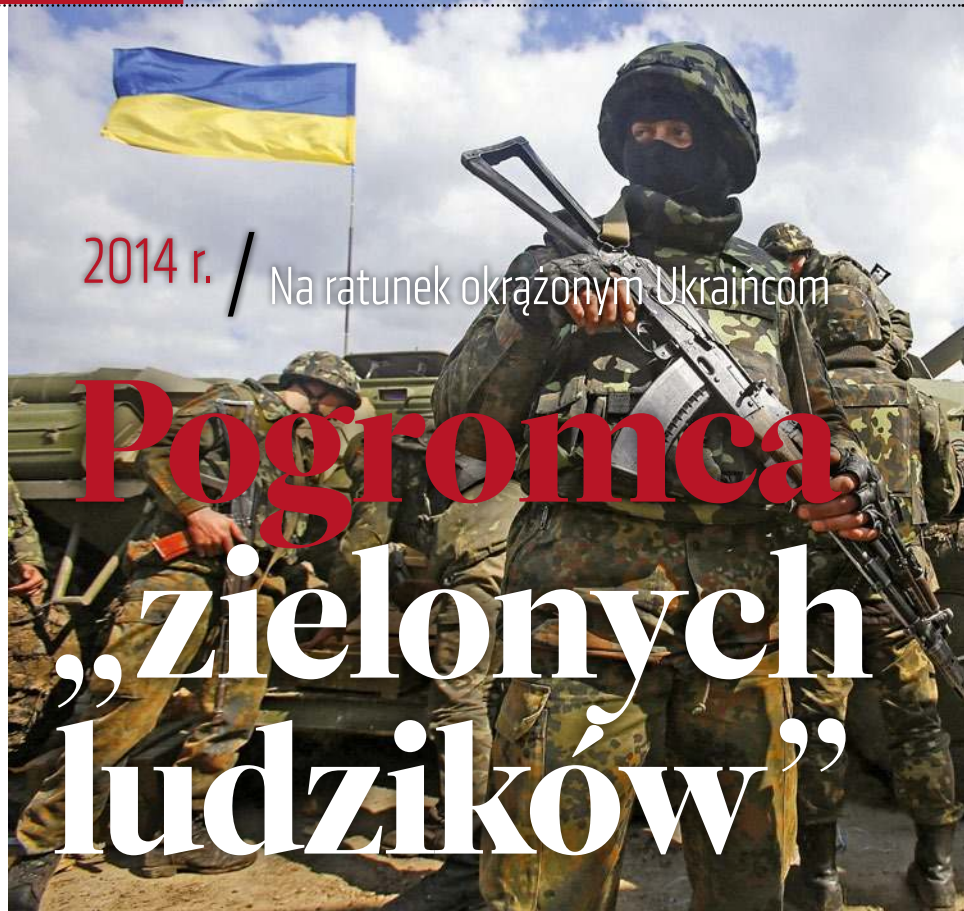 2014 r. / Na ratunek okrążonym Ukraińcom
Pogromca
„zielonych
ludzików”